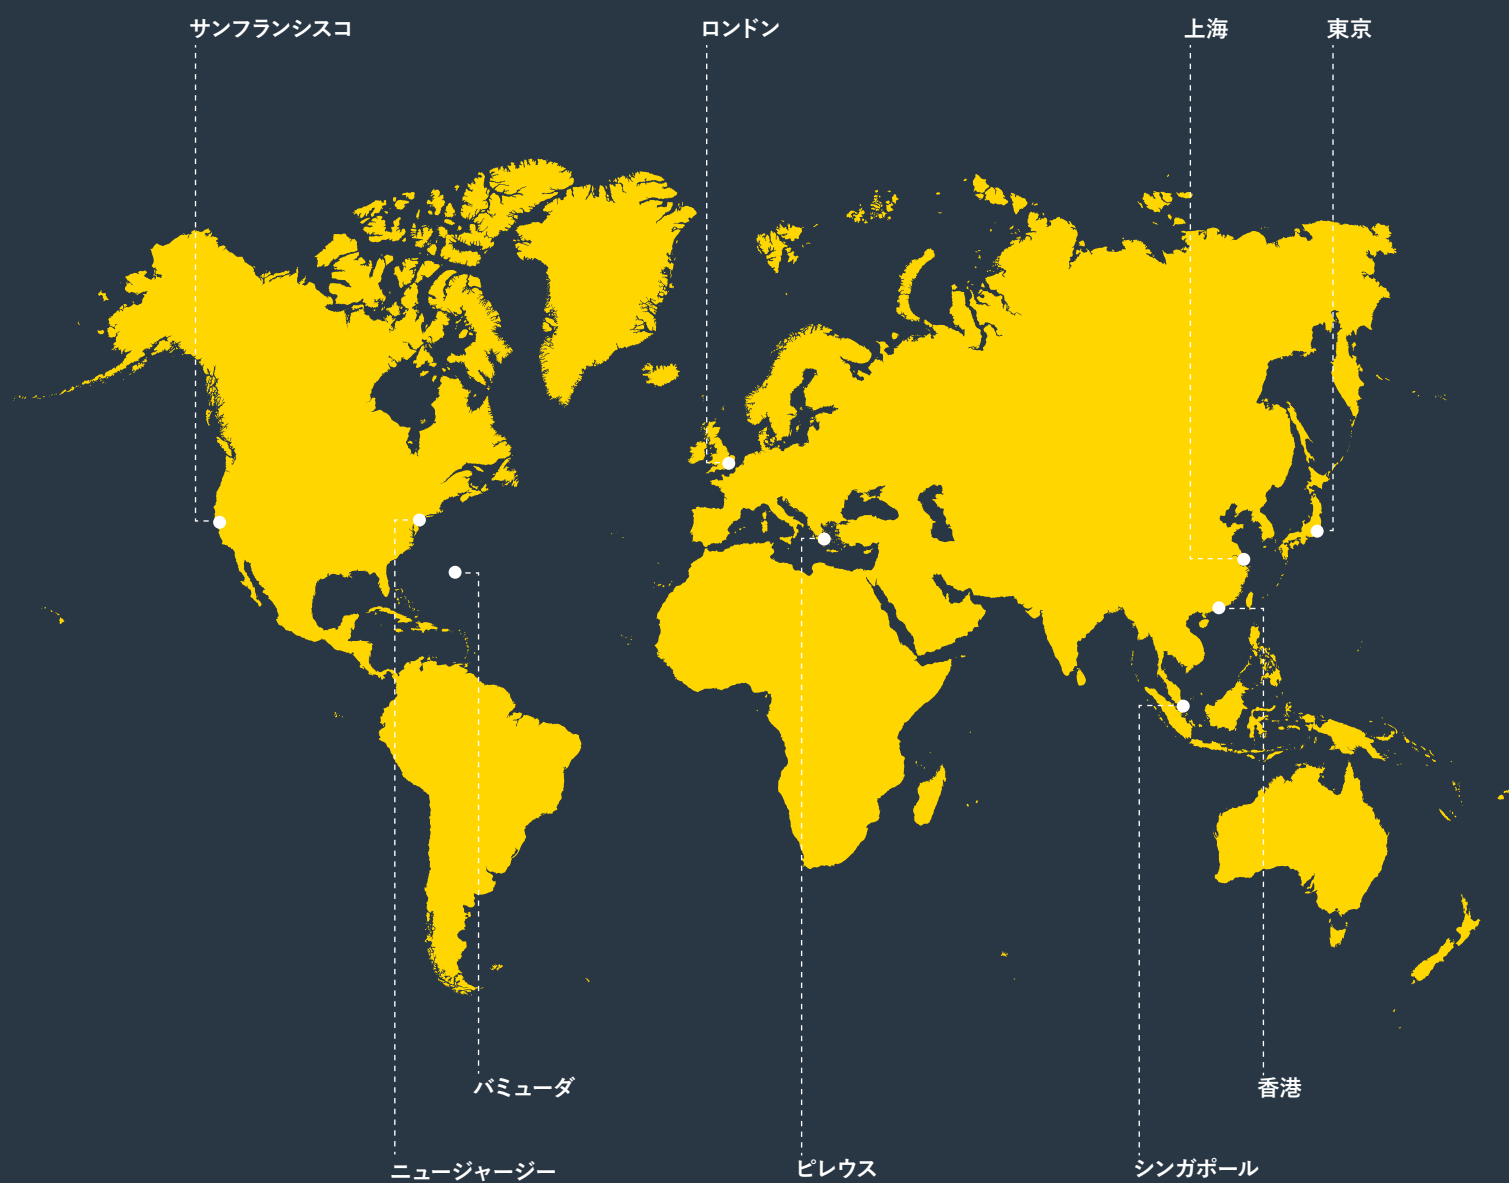 サンフランシスコ
ロンドン
上海
東京
バミューダ
香港
ニュージャージー
ピレウス
シンガポール